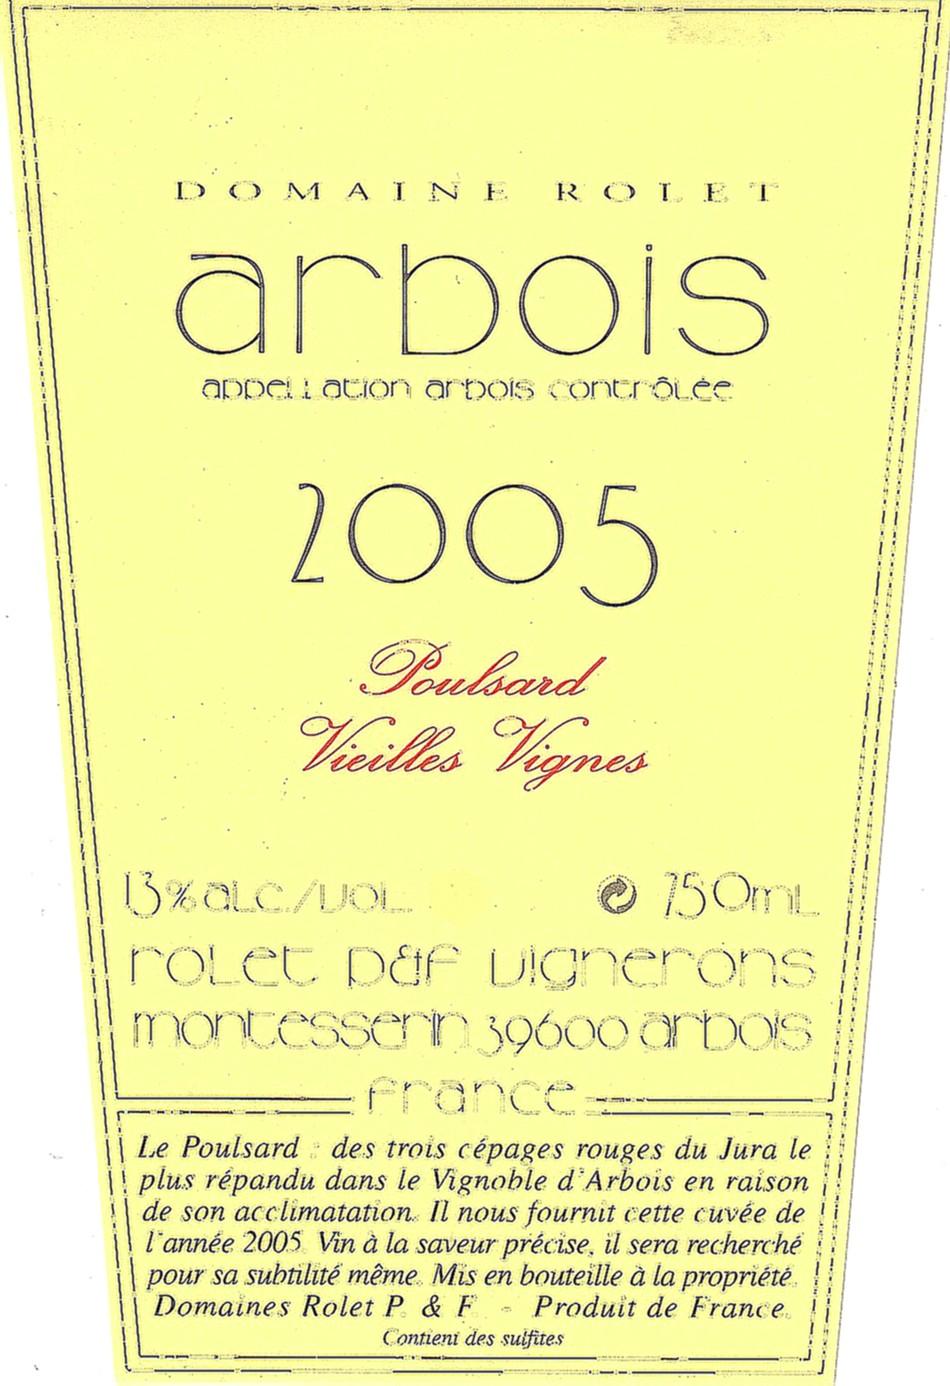 DOMAINE ROLET
arbois
appellation arbois contrôlée
2005
Poulsard
Vieilles Vignes
13% alc./vol. 750ml
rolet p&f vignerons
montesserin 39600 arbois
france
Le Poulsard : des trois cépages rouges du Jura le
plus répandu dans le Vignoble d'Arbois en raison
de son acclimatation. Il nous fournit cette cuvée de
l'année 2005. Vin à la saveur précise, il sera recherché
pour sa subtilité même. Mis en bouteille à la propriété.
Domaines Rolet P. & F. - Produit de France.
Contient des sulfites